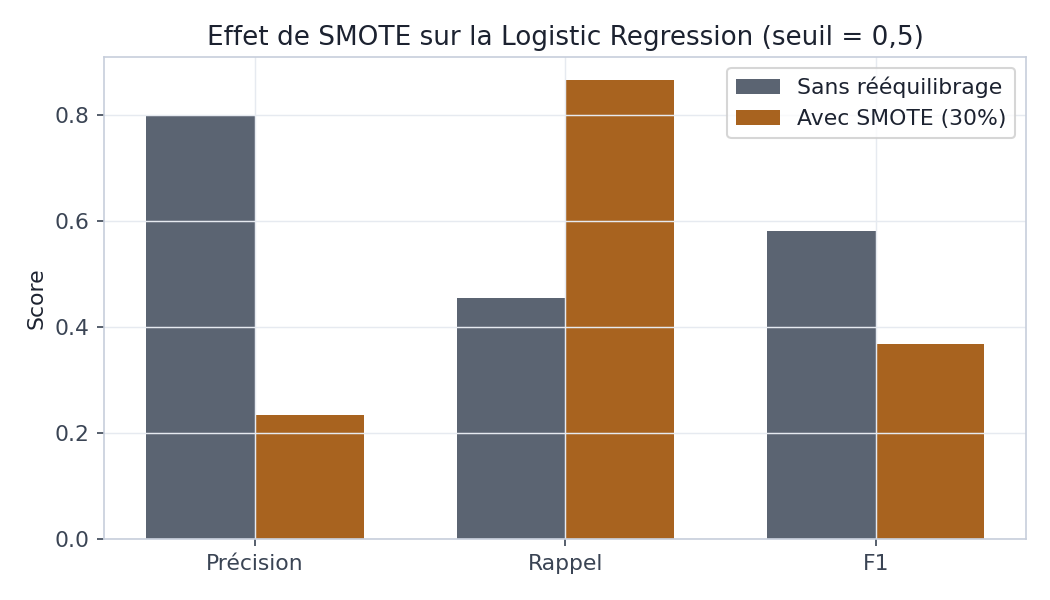 Effet de SMOTE sur la Logistic Regression (seuil = 0,5)
Sans rééquilibrage
Avec SMOTE (30%)
Score
0.8
0.6
0.4
0.2
0.0
Précision
Rappel
F1